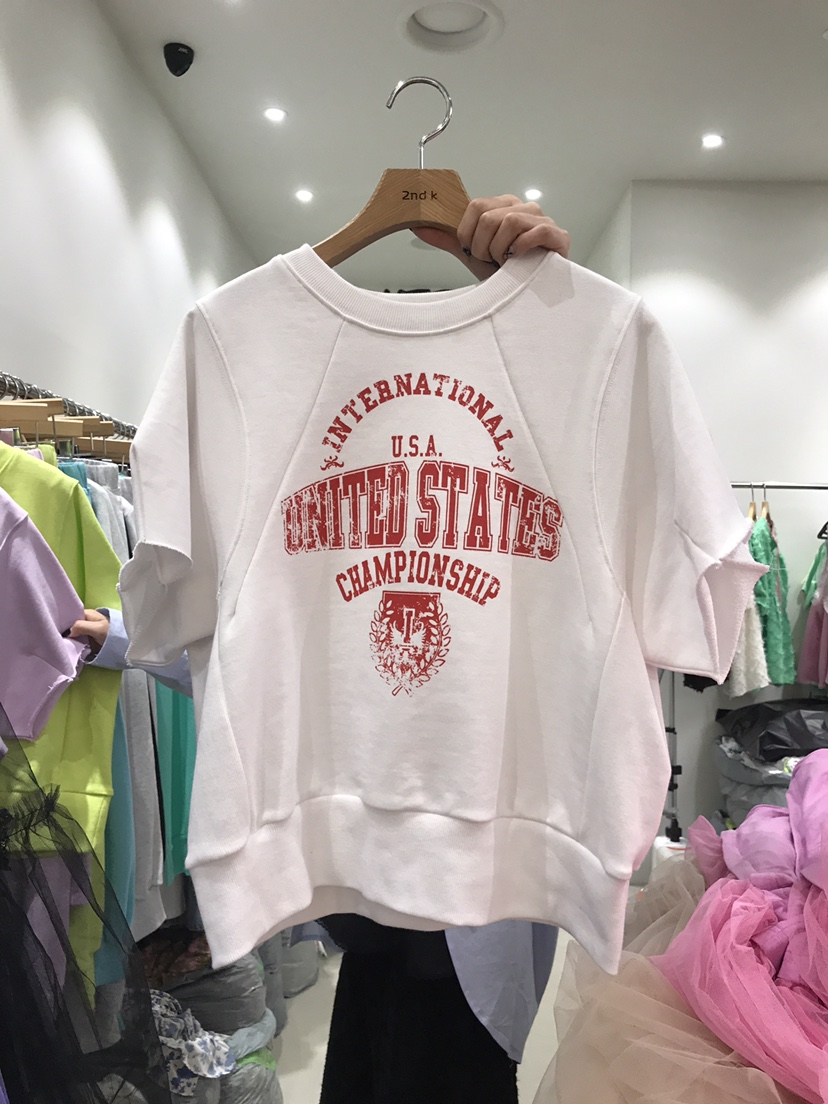 2nd k
INTERNATIONAL
U.S.A.
UNITED STATES
CHAMPIONSHIP
I